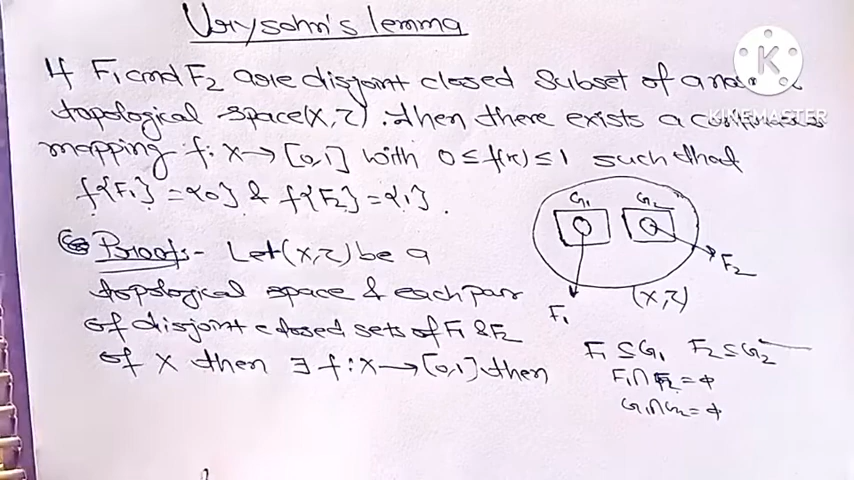 Urysohn's lemma
If F₁ and F₂ are disjoint closed subset of a
topological space (X, τ). then there exists a
mapping f: X → [0,1] with 0 ≤ f(x) ≤ 1 such that
f{F₁} = {0} & f{F₂} = {1}.
Proof:- Let (X, τ) be a
topological space & each pair
of disjoint closed sets of F₁ & F₂
of X then ∃ f: X → [0,1] then
G₁ G₂
F₂
F₁
(X, τ)
F₁ ⊆ G₁ F₂ ⊆ G₂
F₁ ∩ F₂ = φ
G₁ ∩ G₂ = φ
K
KINEMASTER